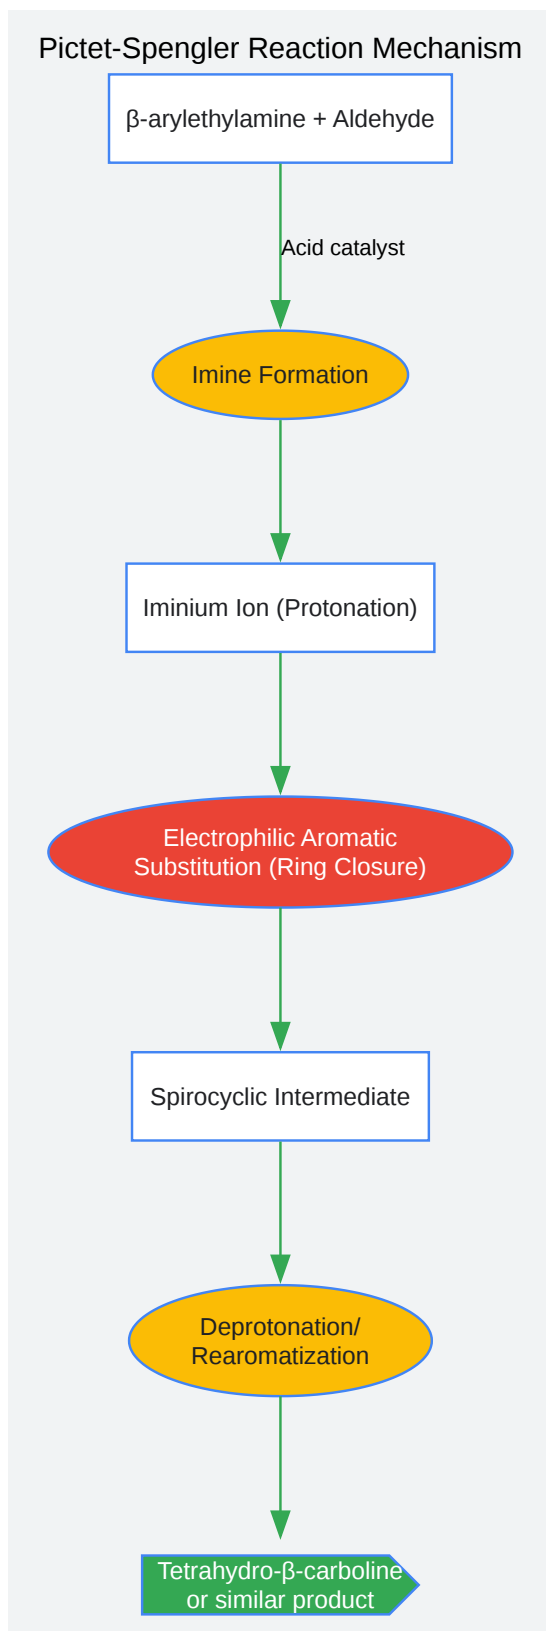 Pictet-Spengler Reaction Mechanism
β-arylethylamine + Aldehyde
Acid catalyst
Imine Formation
Iminium Ion (Protonation)
Electrophilic Aromatic
Substitution (Ring Closure)
Spirocyclic Intermediate
Deprotonation/
Rearomatization
Tetrahydro-β-carboline
or similar product